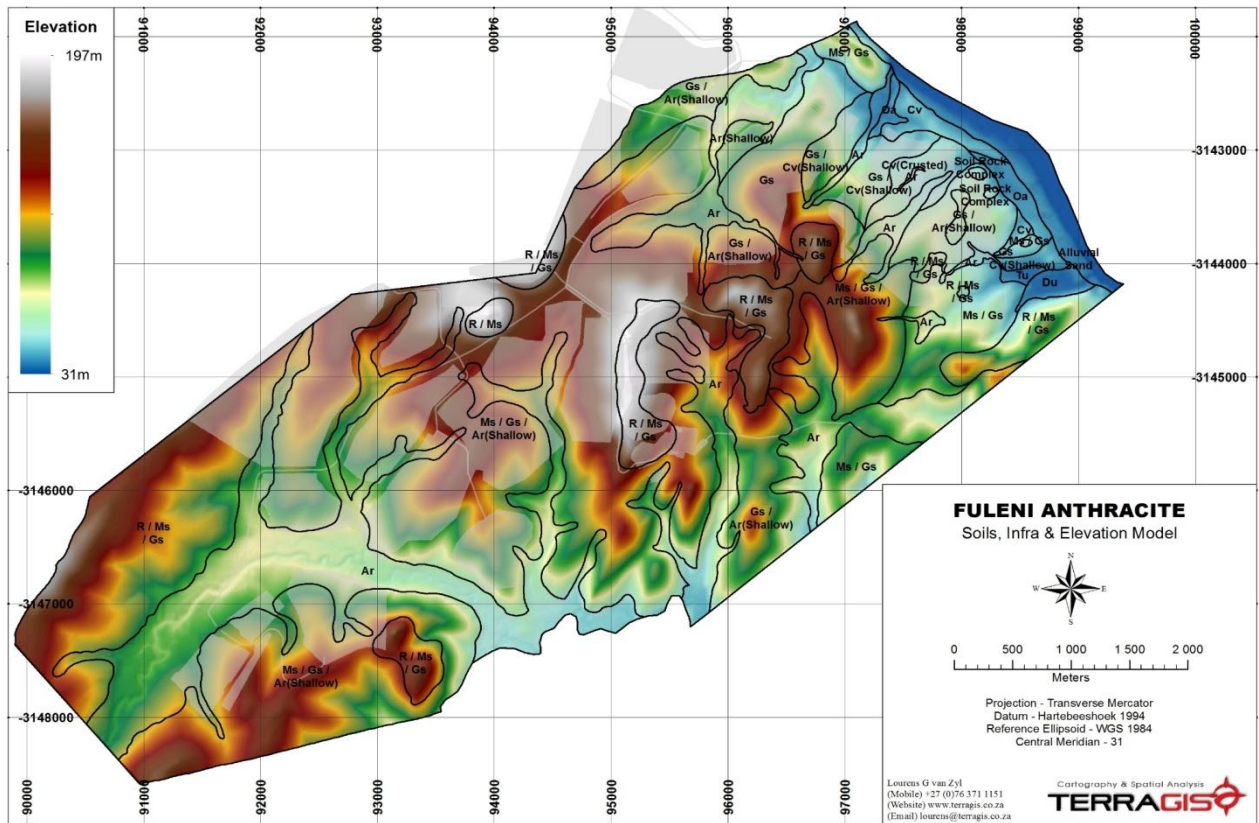 Elevation
197m
31m
91000
92000
93000
94000
95000
96000
97000
98000
99000
100000
-3143000
-3144000
-3145000
-3146000
-3147000
-3148000
90000
91000
92000
93000
94000
95000
96000
97000
Ms / Gs
Gs /
Ar(Shallow)
Oa
Cv
Ar(Shallow)
Gs /
Cv(Shallow)
Ar
Cv(Crusted)
Ar
Gs /
Cv(Shallow)
Soil Rock
Complex
Soil Rock
Complex
Oa
Gs
Ar
Gs /
Ar(Shallow)
Ar
Cv
Ms / Gs
Gs
Cv(Shallow)
Alluvial
Sand
Gs /
Ar(Shallow)
R / Ms
/ Gs
R / Ms
/ Gs
R / Ms
/ Gs
Ar
Tu
Du
R / Ms
/ Gs
Ms / Gs /
Ar(Shallow)
R / Ms
/ Gs
Ms / Gs
R / Ms
/ Gs
R / Ms
Ar
Ar
Ms / Gs /
Ar(Shallow)
R / Ms
/ Gs
Ar
Ms / Gs
R / Ms
/ Gs
Gs /
Ar(Shallow)
Ar
Ms / Gs /
Ar(Shallow)
R / Ms
/ Gs
FULENI ANTHRACITE
Soils, Infra & Elevation Model
N
W
E
S
0 500 1 000 1 500 2 000
Meters
Projection - Transverse Mercator
Datum - Hartebeeshoek 1994
Reference Ellipsoid - WGS 1984
Central Meridian - 31
Lourens G van Zyl
(Mobile) +27 (0)76 371 1151
(Website) www.terragis.co.za
(Email) lourens@terragis.co.za
Cartography & Spatial Analysis
TERRAGIS